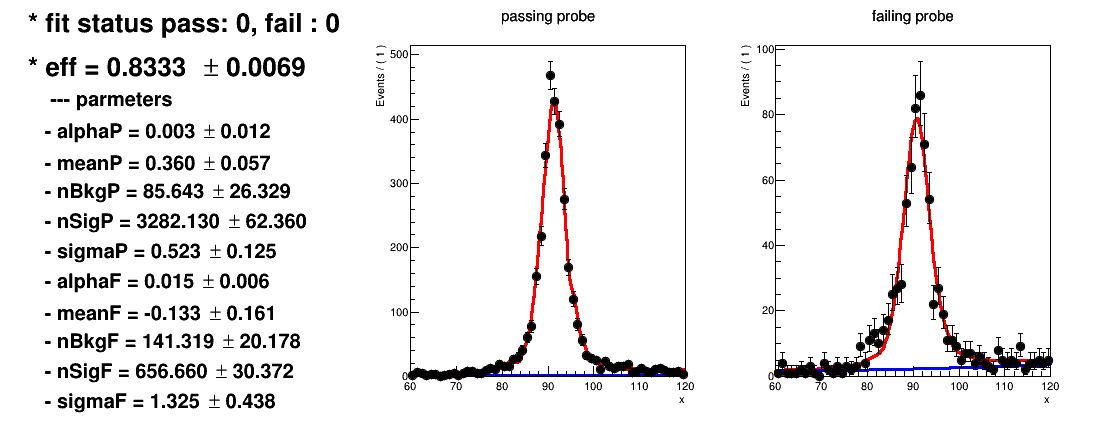 * fit status pass: 0, fail : 0
* eff = 0.8333 ± 0.0069
--- parmeters
- alphaP = 0.003 ± 0.012
- meanP = 0.360 ± 0.057
- nBkgP = 85.643 ± 26.329
- nSigP = 3282.130 ± 62.360
- sigmaP = 0.523 ± 0.125
- alphaF = 0.015 ± 0.006
- meanF = -0.133 ± 0.161
- nBkgF = 141.319 ± 20.178
- nSigF = 656.660 ± 30.372
- sigmaF = 1.325 ± 0.438
passing probe
Events / ( 1 )
500
400
300
200
100
0
60 70 80 90 100 110 120
x
failing probe
Events / ( 1 )
100
80
60
40
20
0
60 70 80 90 100 110 120
x